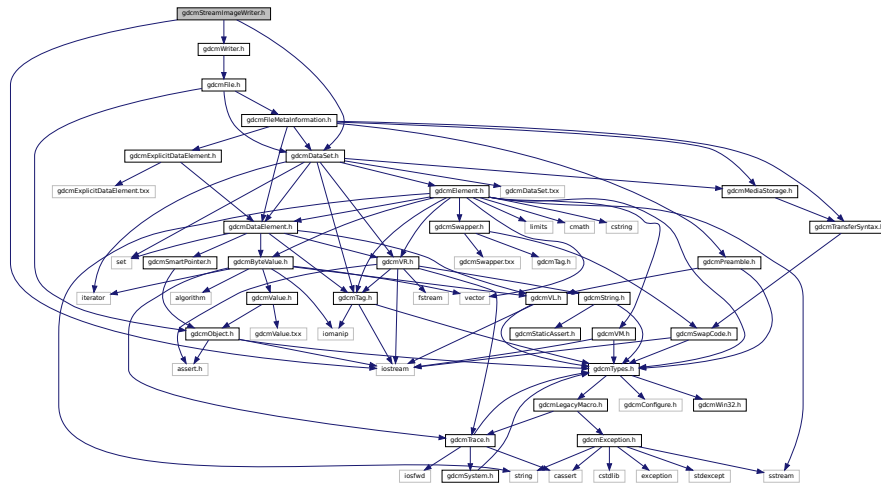 gdcmStreamImageWriter.h
gdcmWriter.h
gdcmFile.h
gdcmFileMetaInformation.h
gdcmExplicitDataElement.h
gdcmDataSet.h
gdcmExplicitDataElement.txx
gdcmElement.h
gdcmDataSet.txx
gdcmMediaStorage.h
gdcmDataElement.h
gdcmSwapper.h
limits
cmath
cstring
gdcmTransferSyntax.h
set
gdcmSmartPointer.h
gdcmByteValue.h
gdcmVR.h
gdcmSwapper.txx
gdcmTag.h
gdcmPreamble.h
iterator
algorithm
gdcmValue.h
gdcmTag.h
fstream
vector
gdcmVL.h
gdcmString.h
gdcmObject.h
gdcmValue.txx
iomanip
gdcmStaticAssert.h
gdcmVM.h
gdcmSwapCode.h
assert.h
iostream
gdcmTypes.h
gdcmLegacyMacro.h
gdcmConfigure.h
gdcmWin32.h
gdcmTrace.h
gdcmException.h
iosfwd
gdcmSystem.h
string
cassert
cstdlib
exception
stdexcept
sstream